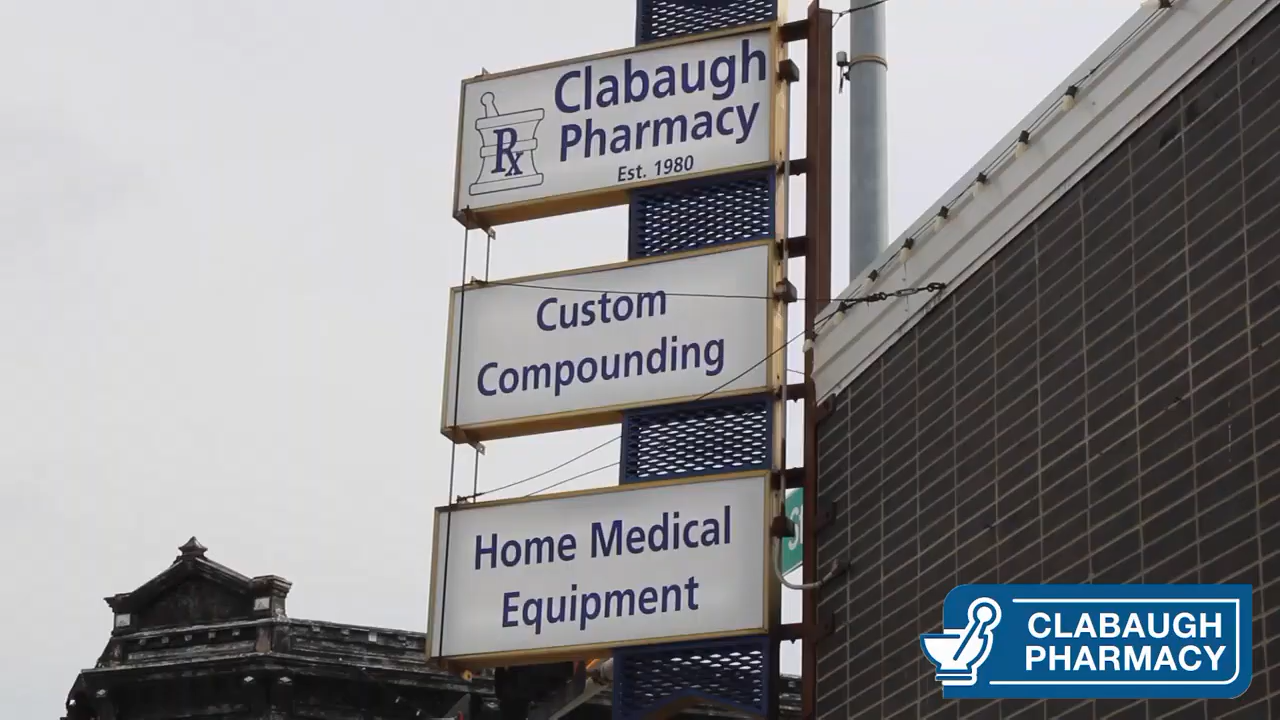 Clabaugh
Pharmacy
Rx
Est. 1980
Custom
Compounding
Home Medical
Equipment
CLABAUGH
PHARMACY